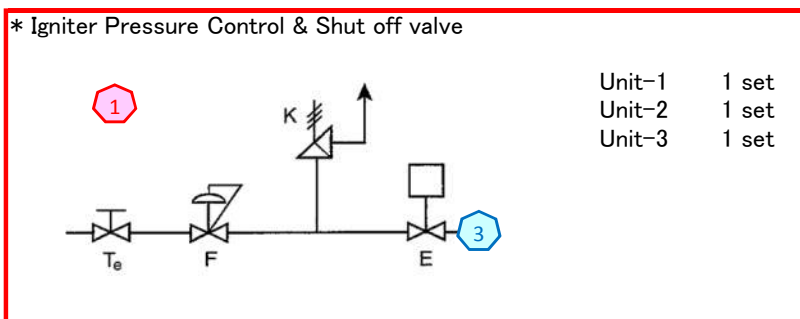 * Igniter Pressure Control & Shut off valve
Unit-1 1 set
Unit-2 1 set
Unit-3 1 set
1
K
3
Te F E